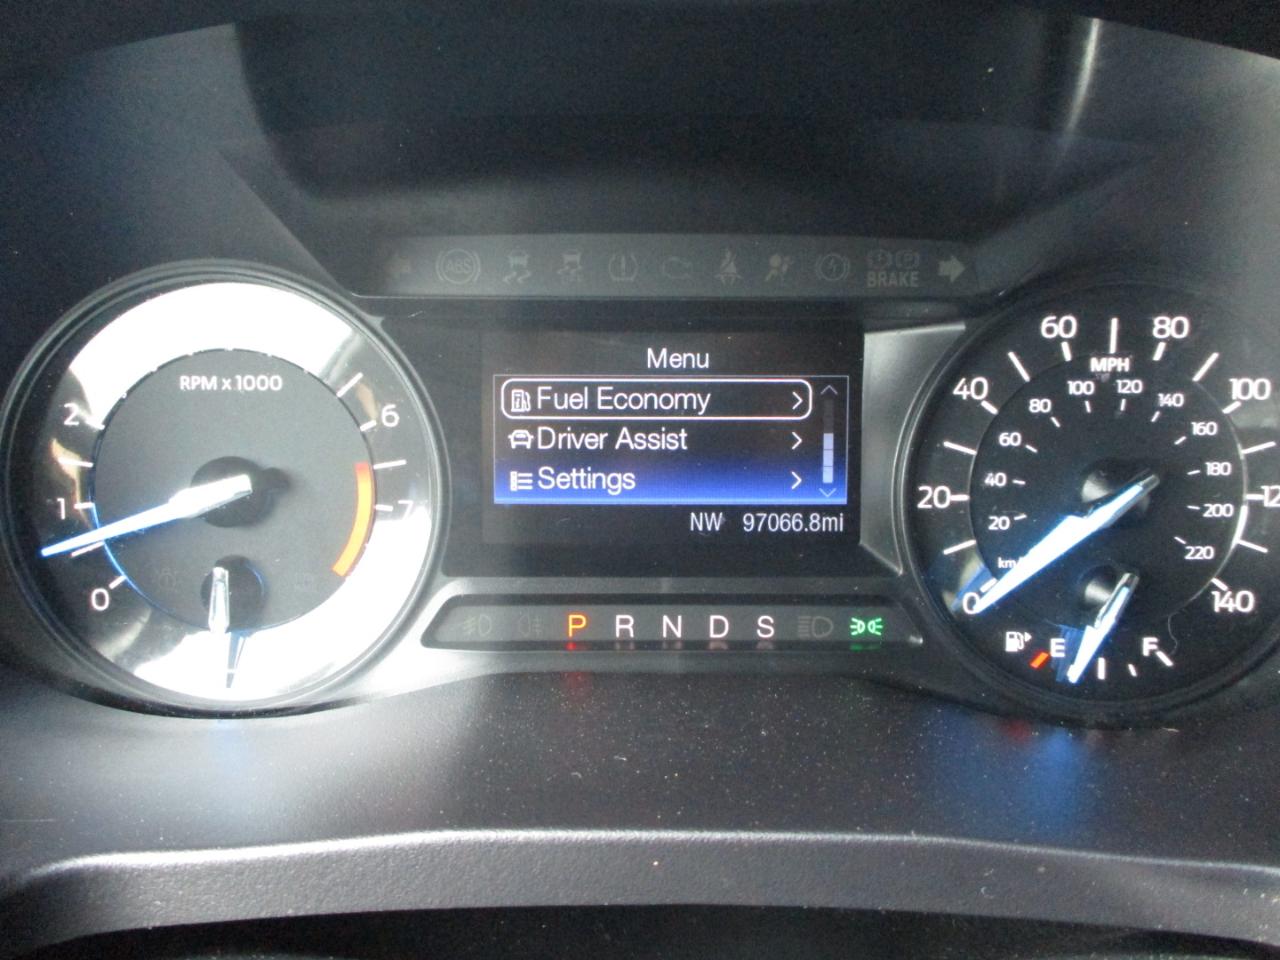 ABS
BRAKE
RPM x 1000
0
1
2
6
7
Menu
Fuel Economy
Driver Assist
Settings
NW 97066.8mi
P R N D S
MPH
0
20
40
60
80
100
140
20
40
60
80
100
120
140
160
180
200
220
E
F